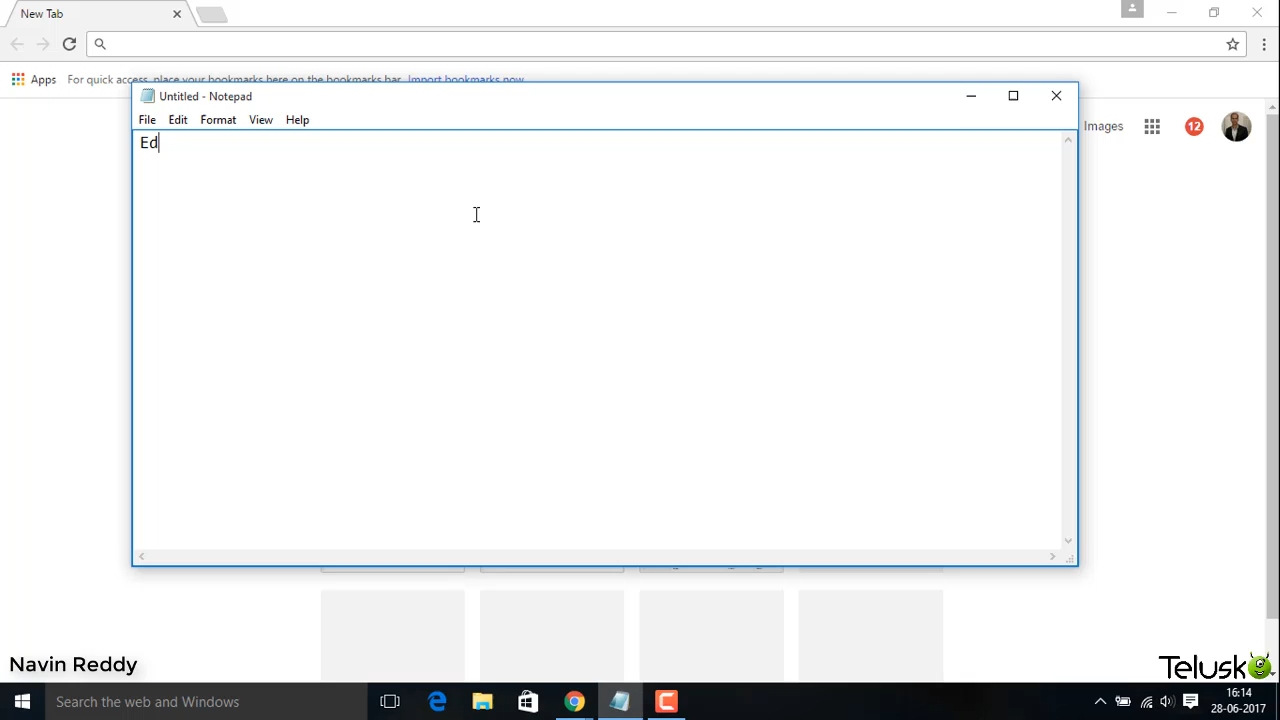 New Tab
Apps
For quick access, place your bookmarks here on the bookmarks bar. Import bookmarks now...
Untitled - Notepad
File Edit Format View Help
Images
12
Ed
Navin Reddy
Telusko
Search the web and Windows
16:14
28-06-2017